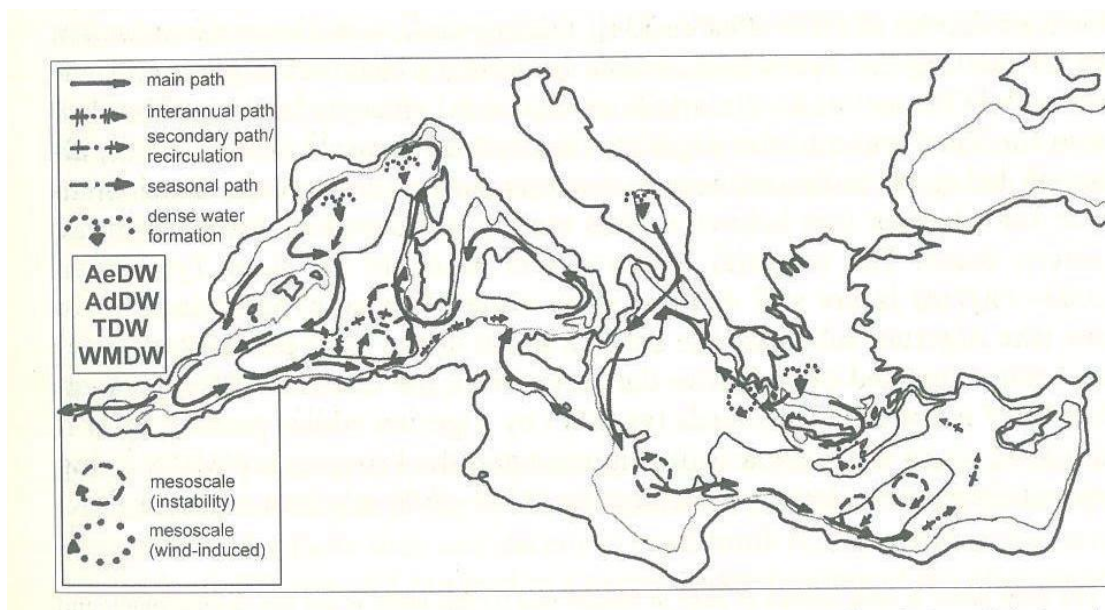 main path
interannual path
secondary path/
recirculation
seasonal path
dense water
formation
AeDW
AdDW
TDW
WMDW
mesoscale
(instability)
mesoscale
(wind-induced)